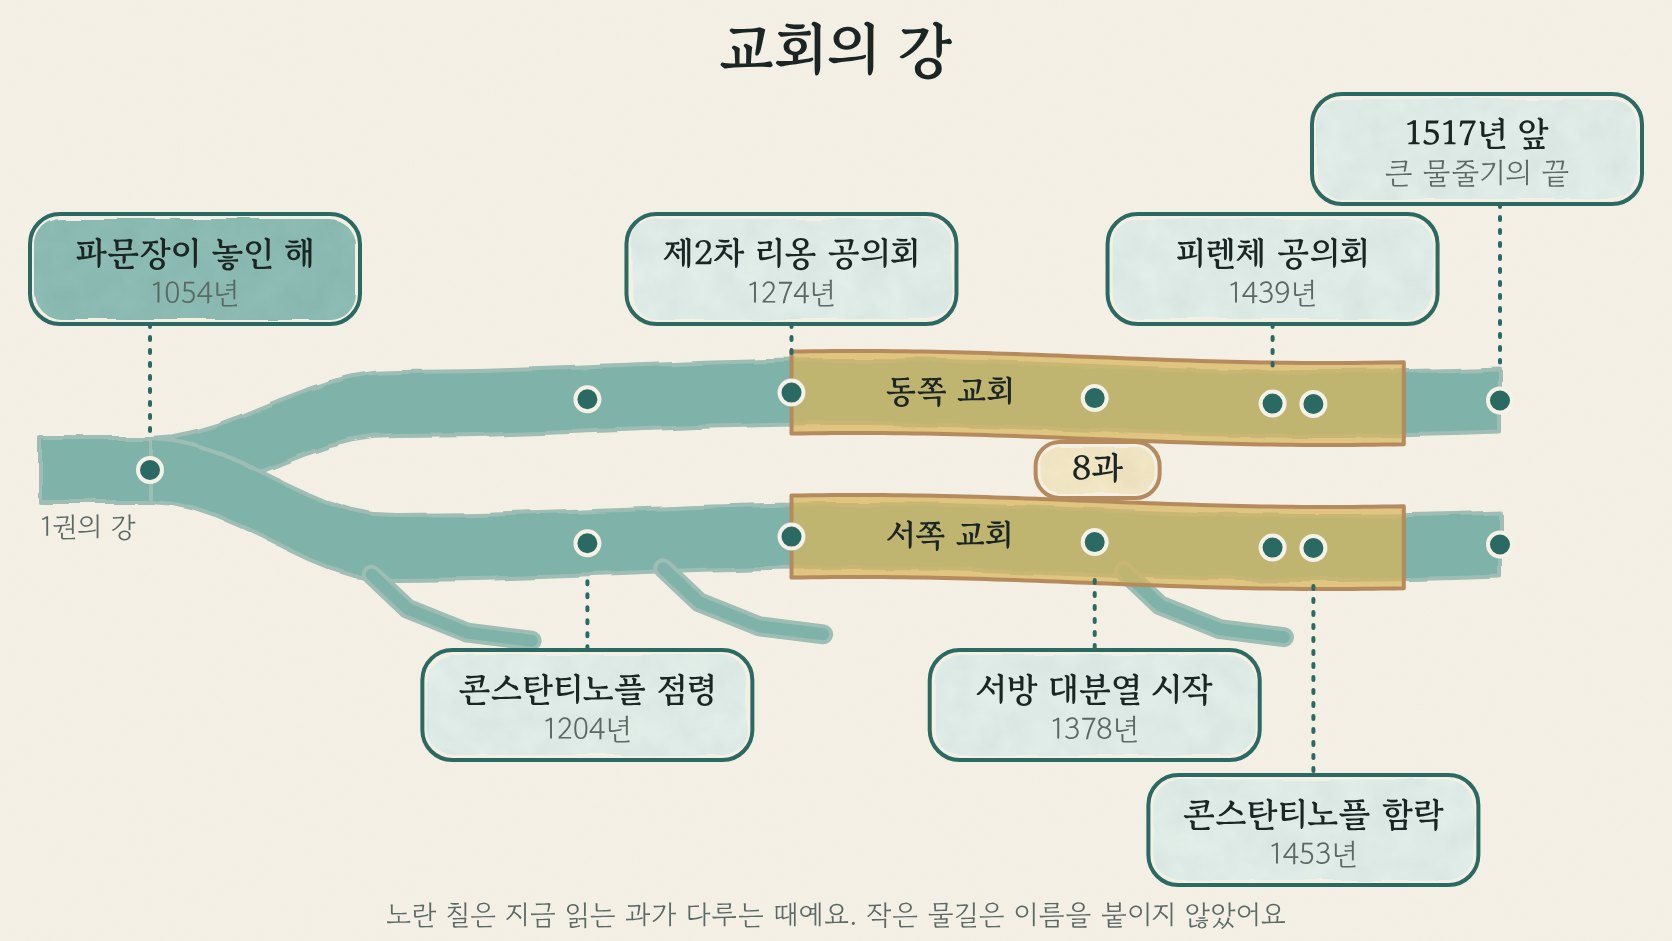 교회의 강
1517년 앞
큰 물줄기의 끝
파문장이 놓인 해
1054년
제2차 리옹 공의회
1274년
피렌체 공의회
1439년
동쪽 교회
8과
1권의 강
서쪽 교회
콘스탄티노플 점령
1204년
서방 대분열 시작
1378년
콘스탄티노플 함락
1453년
노란 칠은 지금 읽는 과가 다루는 때예요. 작은 물길은 이름을 붙이지 않았어요